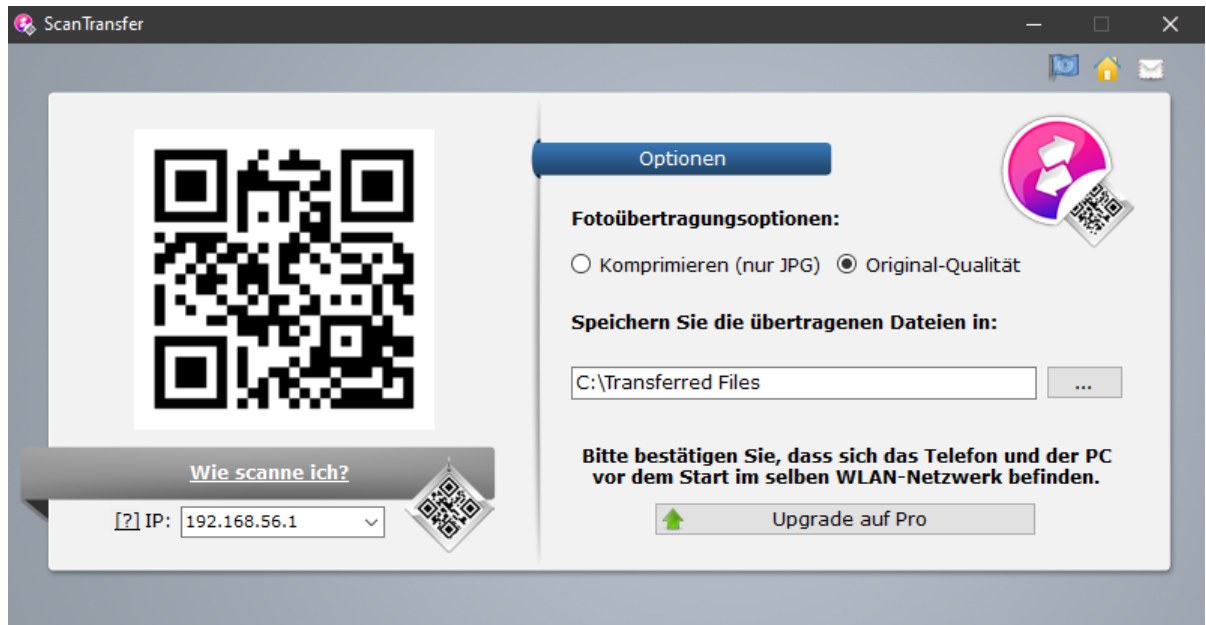 ScanTransfer
Optionen
Fotoübertragungsoptionen:
Komprimieren (nur JPG) Original-Qualität
Speichern Sie die übertragenen Dateien in:
C:\Transferred Files ...
Bitte bestätigen Sie, dass sich das Telefon und der PC
vor dem Start im selben WLAN-Netzwerk befinden.
Upgrade auf Pro
Wie scanne ich?
[?] IP: 192.168.56.1